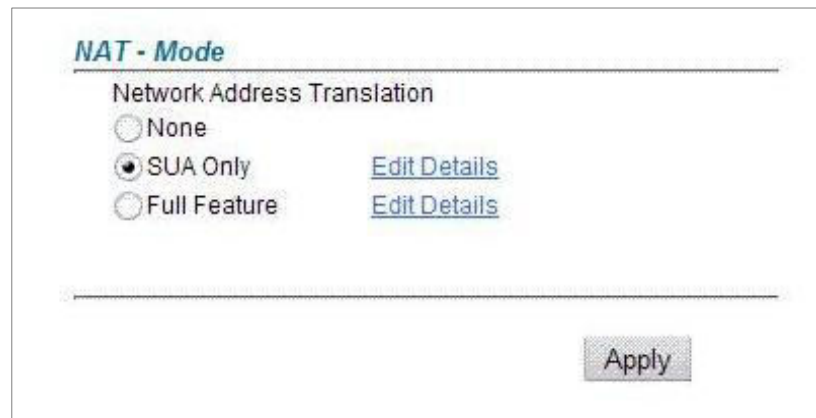 NAT - Mode
Network Address Translation
None
SUA Only Edit Details
Full Feature Edit Details
Apply